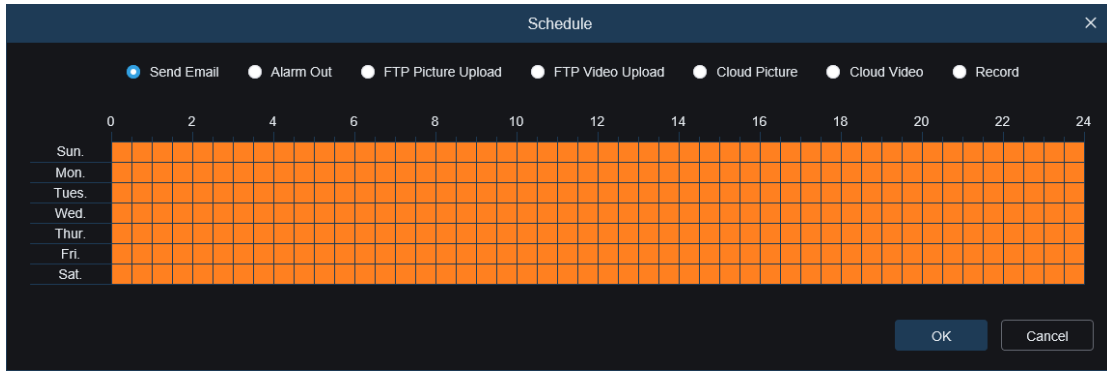 Schedule
Send Email Alarm Out FTP Picture Upload FTP Video Upload Cloud Picture Cloud Video Record
0 2 4 6 8 10 12 14 16 18 20 22 24
Sun.
Mon.
Tues.
Wed.
Thur.
Fri.
Sat.
OK Cancel